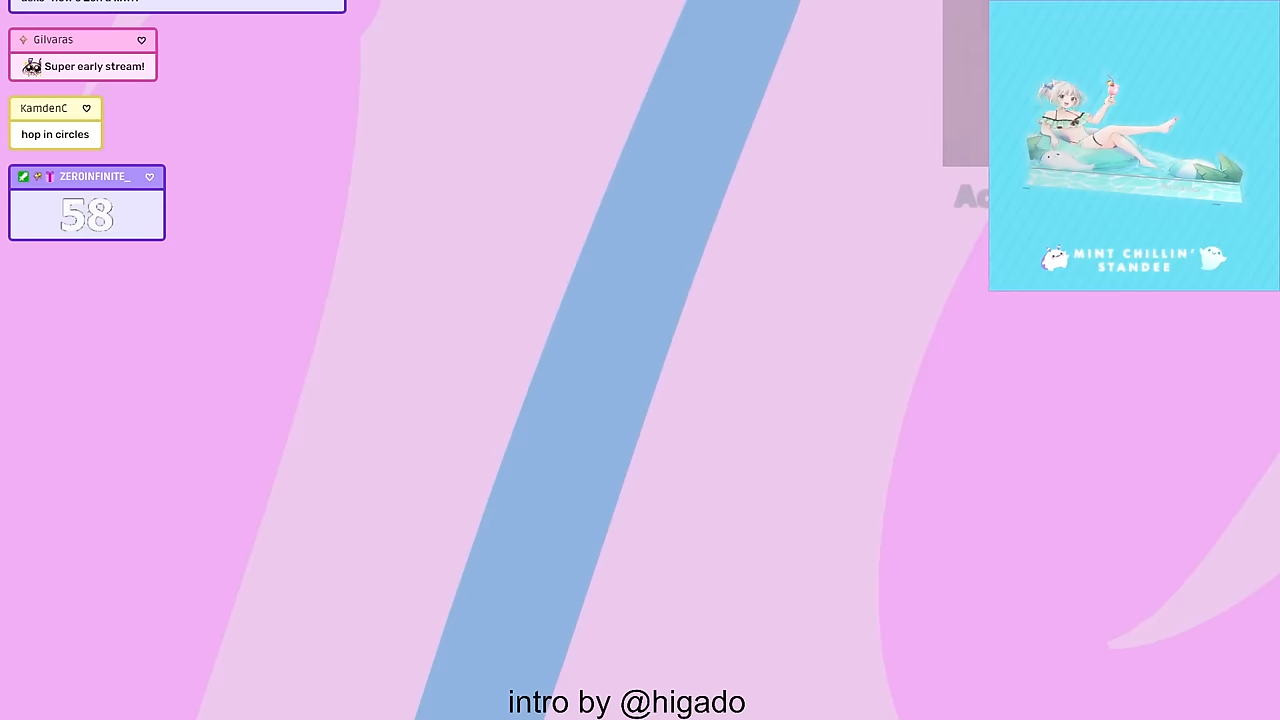 Gilvaras
Super early stream!
KamdenC
hop in circles
ZEROINFINITE_
58
MINT CHILLIN'
STANDEE
intro by @higado